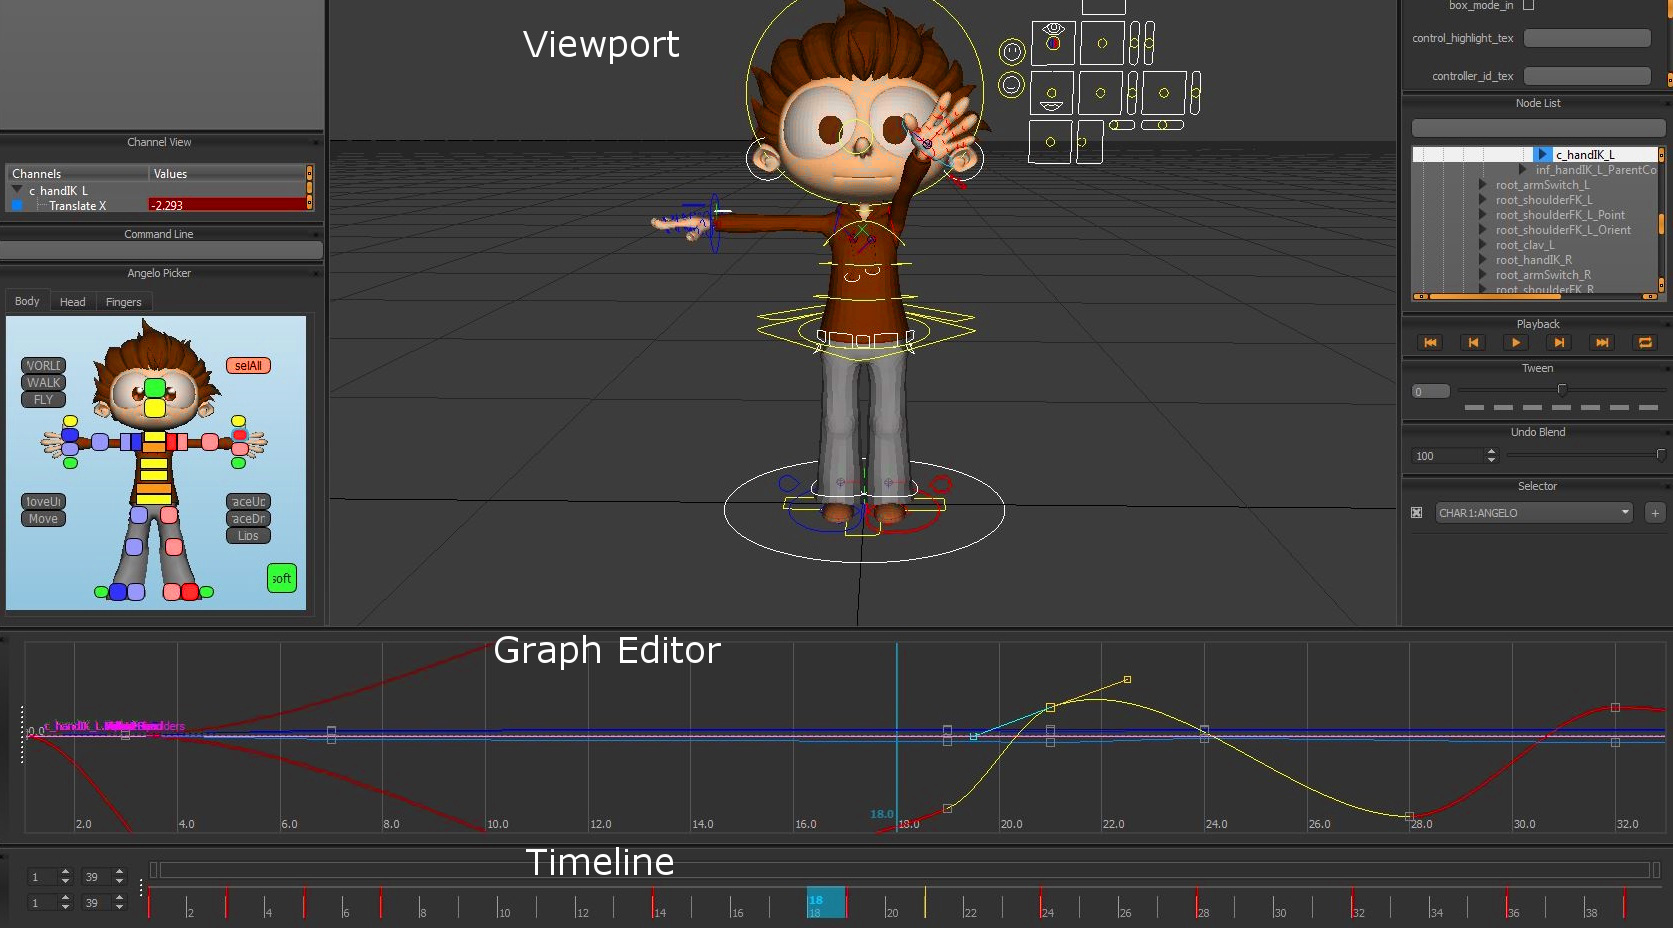 Viewport
box_mode_in
control_highlight_tex
controller_id_tex
Node List
c_handIK_L
inf_handIK_L_ParentCo
root_armSwitch_L
root_shoulderFK_L
root_shoulderFK_L_Point
root_shoulderFK_L_Orient
root_clav_L
root_handIK_R
root_armSwitch_R
root_shoulderFK_R
Playback
Tween
0
Undo Blend
100
Selector
CHAR1:ANGELO
+
Channel View
Channels Values
c_handIK_L
Translate X -2.293
Command Line
Angelo Picker
Body Head Fingers
WORLD
WALK
FLY
selAll
MoveUp
Move
aceUp
aceDn
Lips
soft
Graph Editor
0.0
18.0
2.0 4.0 6.0 8.0 10.0 12.0 14.0 16.0 18.0 20.0 22.0 24.0 26.0 28.0 30.0 32.0
Timeline
1 39
1 39
18
2 4 6 8 10 12 14 16 18 20 22 24 26 28 30 32 34 36 38